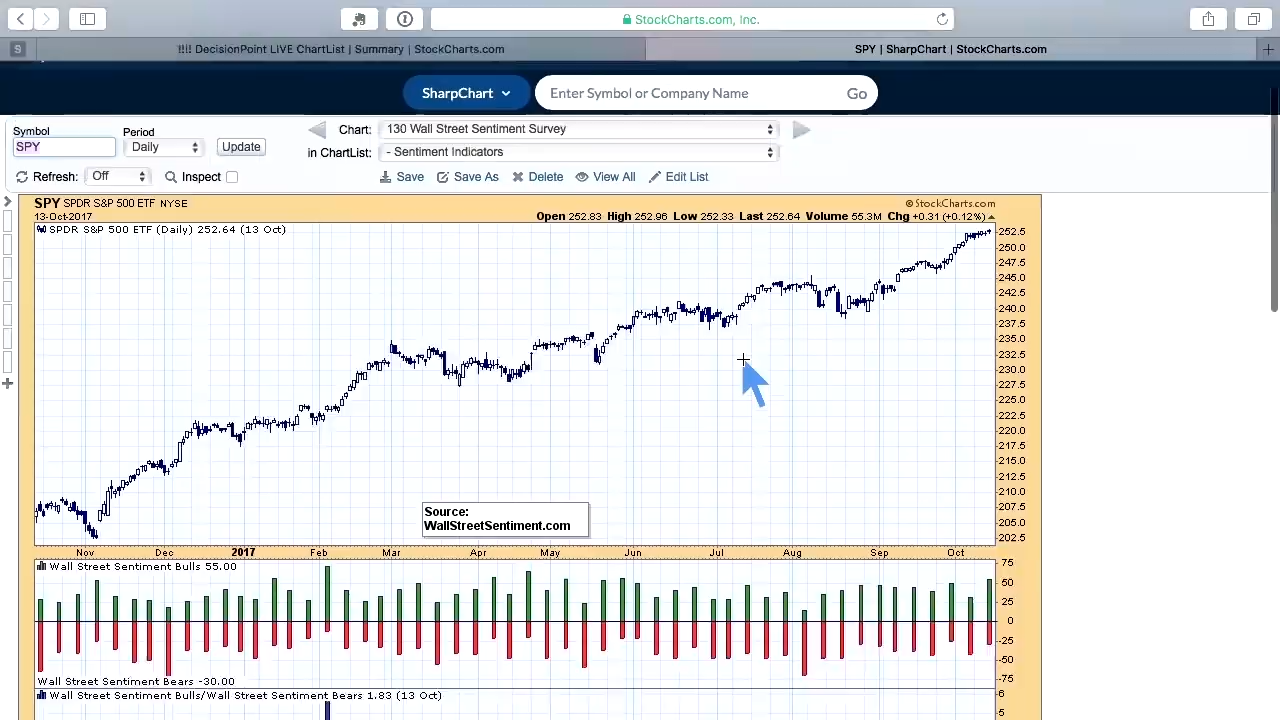 StockCharts.com, Inc.
S
!!!! DecisionPoint LIVE ChartList | Summary | StockCharts.com
SPY | SharpChart | StockCharts.com
SharpChart
Enter Symbol or Company Name
Go
Symbol
Period
Chart:
130 Wall Street Sentiment Survey
SPY
Daily
Update
in ChartList:
- Sentiment Indicators
Refresh:
Off
Inspect
Save
Save As
Delete
View All
Edit List
SPY SPDR S&P 500 ETF NYSE
© StockCharts.com
13-Oct-2017
Open 252.83 High 252.96 Low 252.33 Last 252.64 Volume 55.3M Chg +0.31 (+0.12%)
SPDR S&P 500 ETF (Daily) 252.64 (13 Oct)
252.5
250.0
247.5
245.0
242.5
240.0
237.5
235.0
232.5
230.0
227.5
225.0
222.5
220.0
217.5
215.0
212.5
210.0
207.5
205.0
202.5
Source:
WallStreetSentiment.com
Nov Dec 2017 Feb Mar Apr May Jun Jul Aug Sep Oct
Wall Street Sentiment Bulls 55.00
75
50
25
0
-25
-50
-75
Wall Street Sentiment Bears -30.00
Wall Street Sentiment Bulls/Wall Street Sentiment Bears 1.83 (13 Oct)
6
5